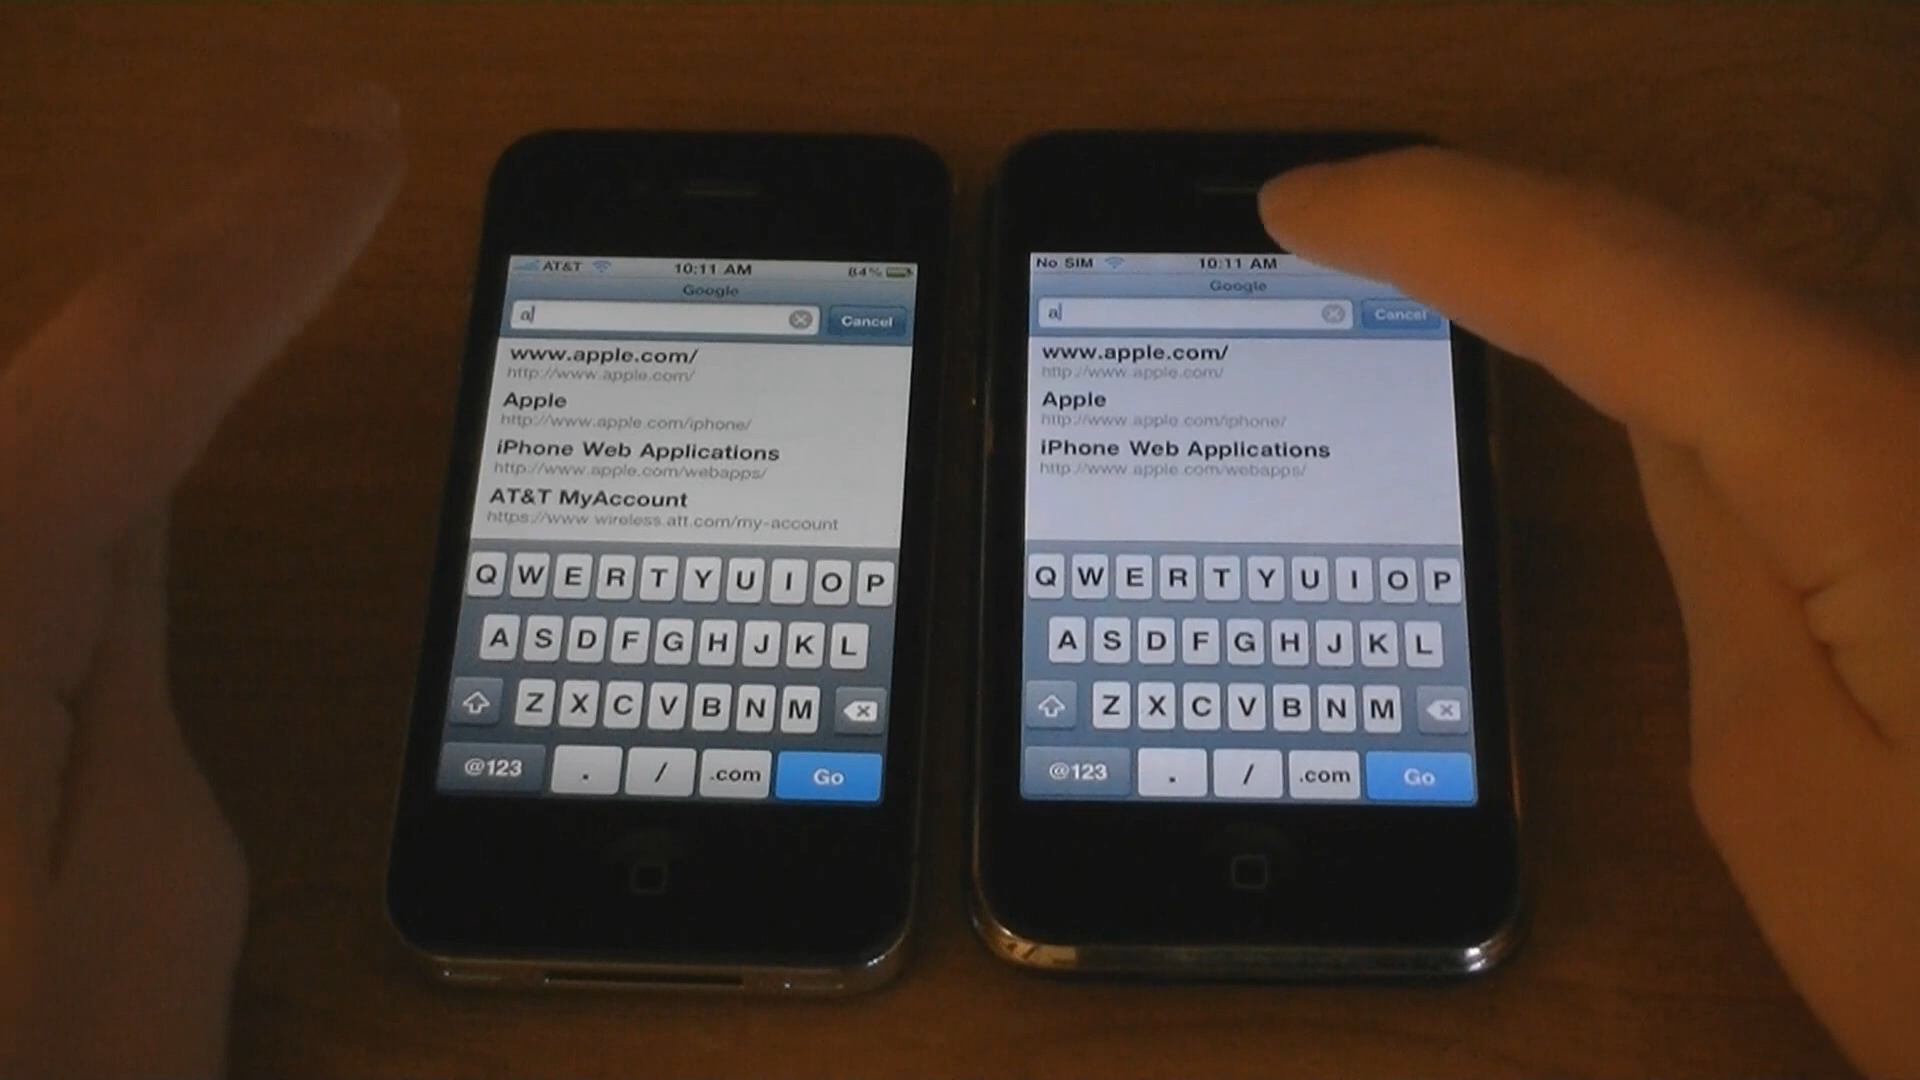 AT&T 10:11 AM 84%
Google
a
Cancel
www.apple.com/
http://www.apple.com/
Apple
http://www.apple.com/iphone/
iPhone Web Applications
http://www.apple.com/webapps/
AT&T MyAccount
https://www.wireless.att.com/my-account
Q W E R T Y U I O P
A S D F G H J K L
Z X C V B N M
@123 . / .com Go
No SIM 10:11 AM
Google
a
Cancel
www.apple.com/
http://www.apple.com/
Apple
http://www.apple.com/iphone/
iPhone Web Applications
http://www.apple.com/webapps/
Q W E R T Y U I O P
A S D F G H J K L
Z X C V B N M
@123 . / .com Go